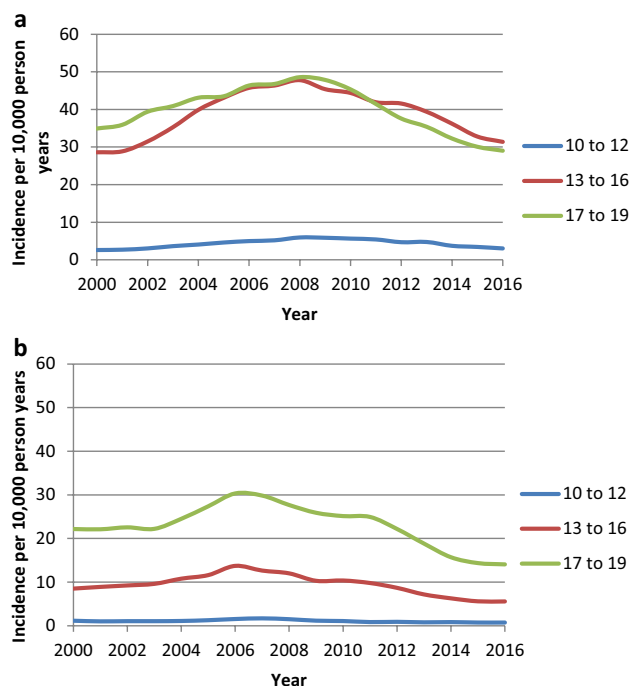 a
Incidence per 10,000 person
years
60
50
40
30
20
10
0
2000 2002 2004 2006 2008 2010 2012 2014 2016
Year
10 to 12
13 to 16
17 to 19
b
Incidence per 10,000 person years
60
50
40
30
20
10
0
2000 2002 2004 2006 2008 2010 2012 2014 2016
Year
10 to 12
13 to 16
17 to 19